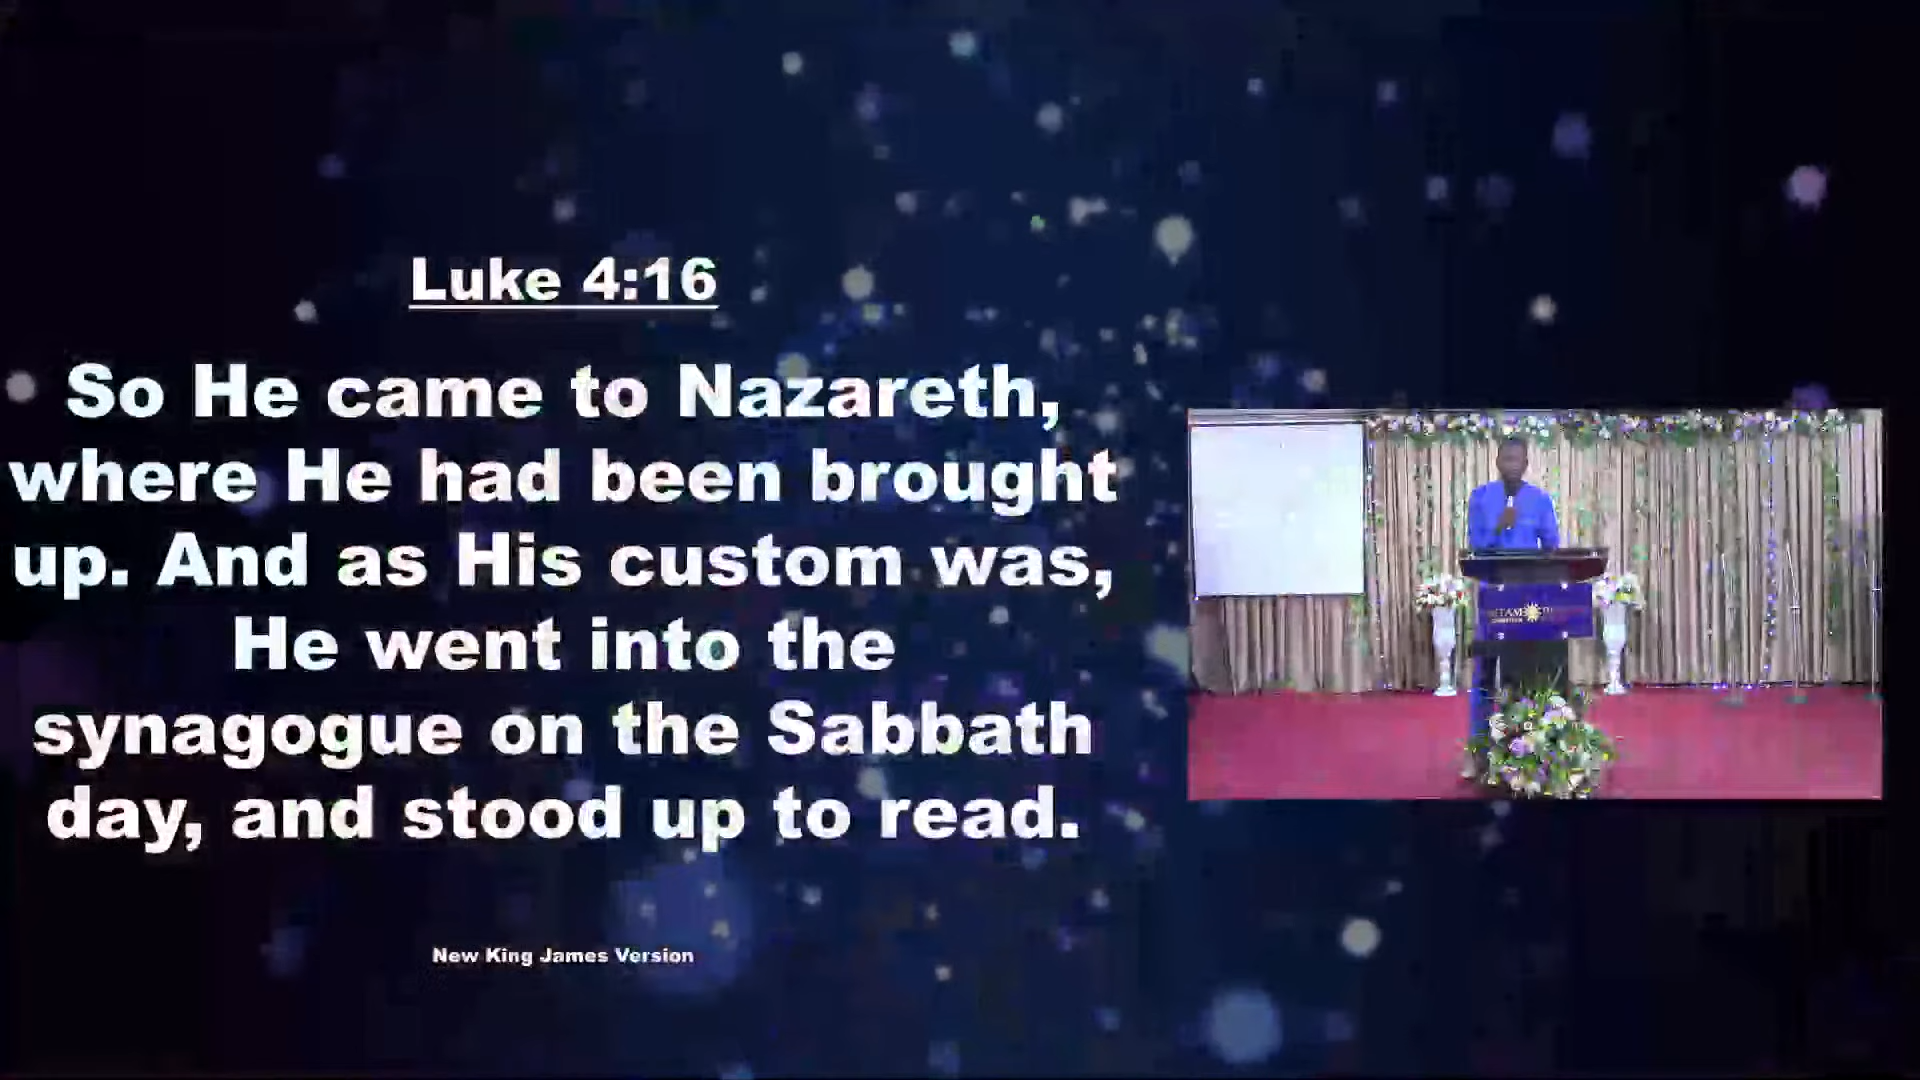 Luke 4:16
So He came to Nazareth,
where He had been brought
up. And as His custom was,
He went into the
synagogue on the Sabbath
day, and stood up to read.
New King James Version